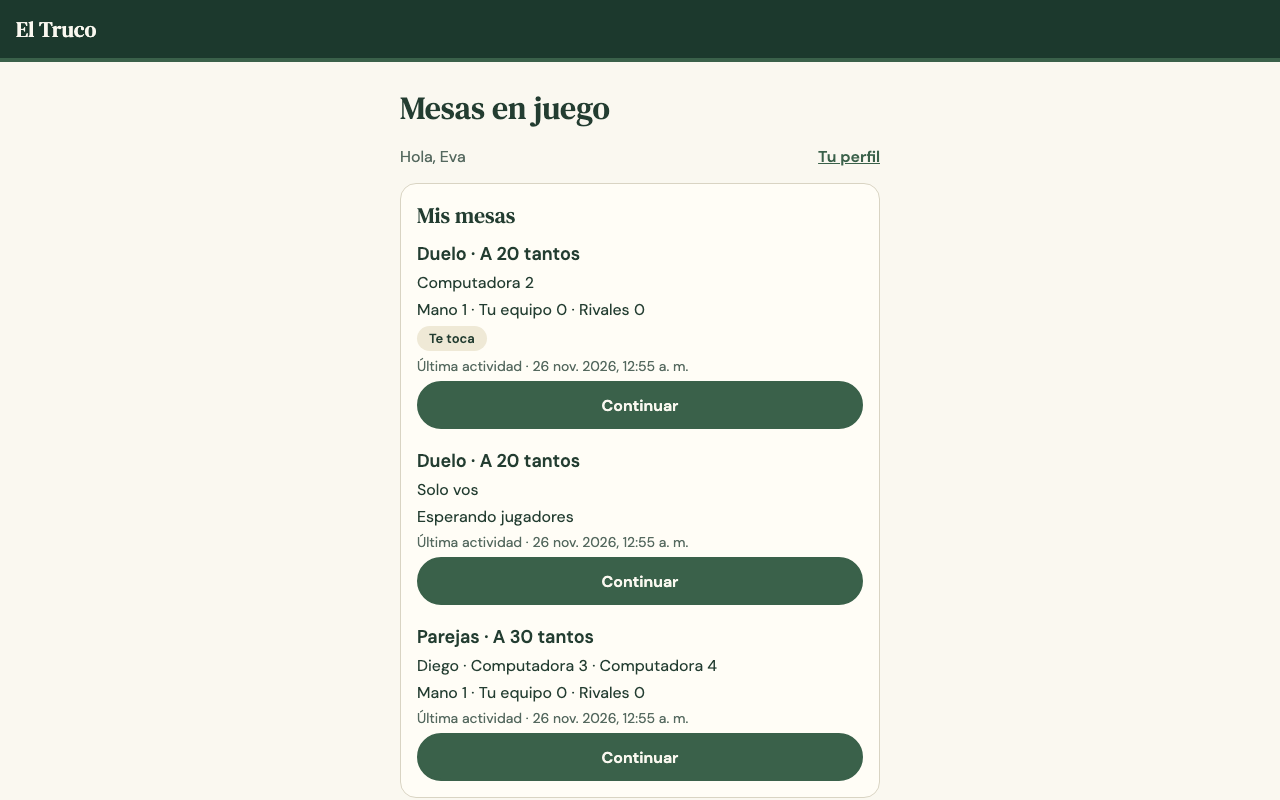 El Truco
Mesas en juego
Hola, Eva
Tu perfil
Mis mesas
Duelo · A 20 tantos
Computadora 2
Mano 1 · Tu equipo 0 · Rivales 0
Te toca
Última actividad · 26 nov. 2026, 12:55 a. m.
Continuar
Duelo · A 20 tantos
Solo vos
Esperando jugadores
Última actividad · 26 nov. 2026, 12:55 a. m.
Continuar
Parejas · A 30 tantos
Diego · Computadora 3 · Computadora 4
Mano 1 · Tu equipo 0 · Rivales 0
Última actividad · 26 nov. 2026, 12:55 a. m.
Continuar